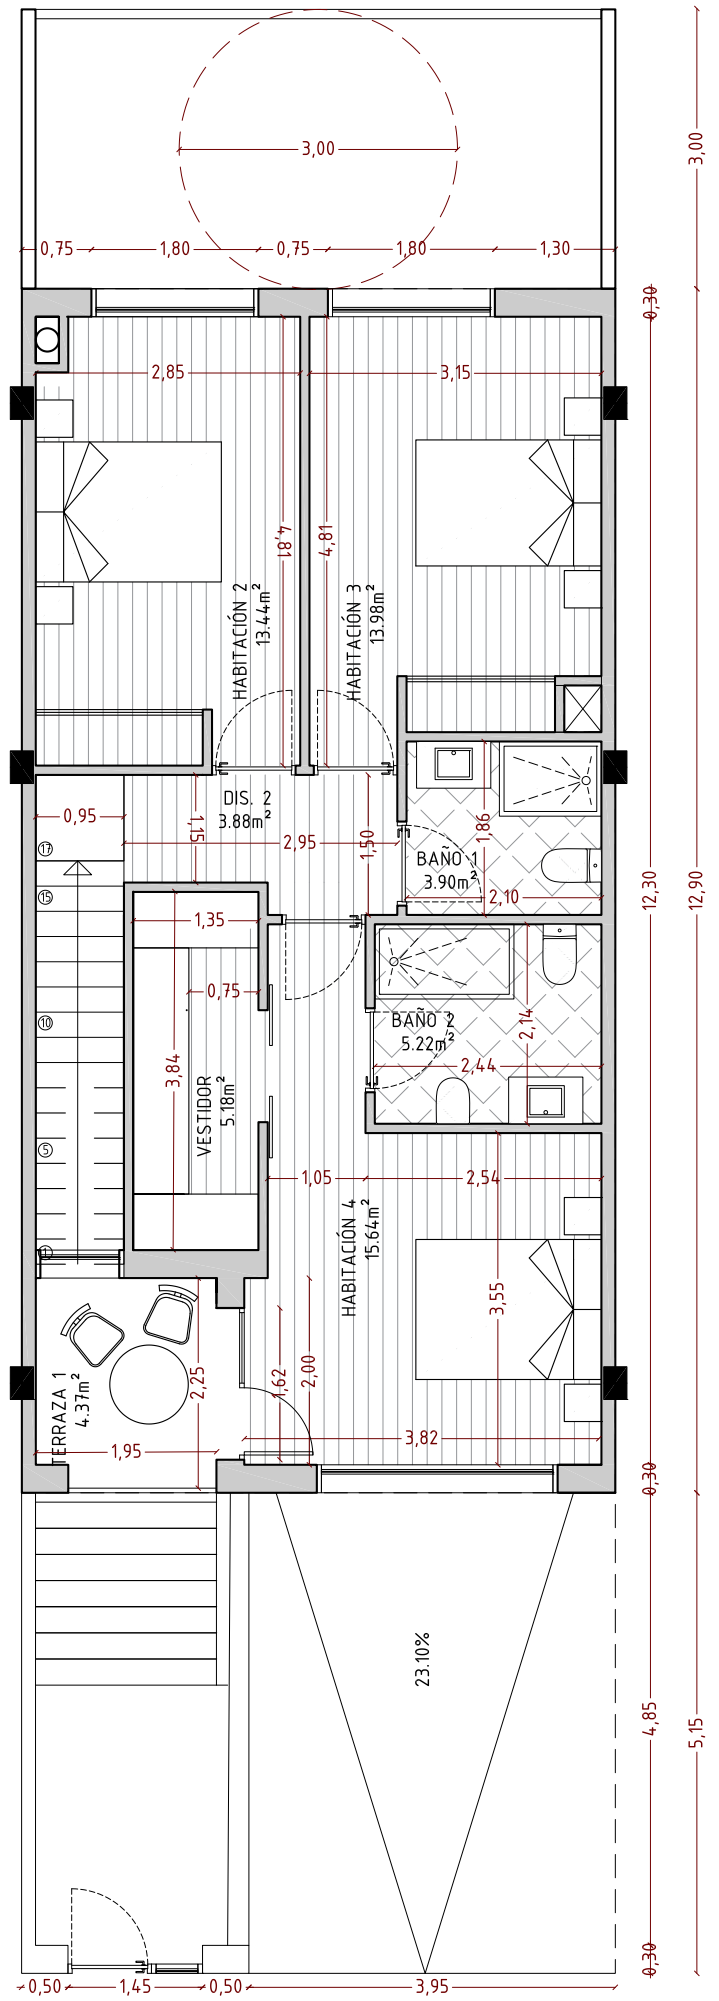 3,00
3,00
0,75
1,80
0,75
1,80
1,30
0,30
2,85
3,15
4,81
4,81
HABITACIÓN 2
13.44m²
HABITACIÓN 3
13.98m²
DIS. 2
3.88m²
0,95
1,15
2,95
1,50
1,86
BAÑO 1
3.90m²
2,10
17
15
10
5
1
1,35
0,75
3,84
VESTIDOR
5.18m²
BAÑO 2
5.22m²
2,14
2,44
12,30
12,90
1,05
2,54
HABITACIÓN 4
15.64m²
3,55
2,25
1,62
2,00
TERRAZA 1
4.37m²
1,95
3,82
0,30
23.10%
4,85
5,15
0,30
0,50
1,45
0,50
3,95